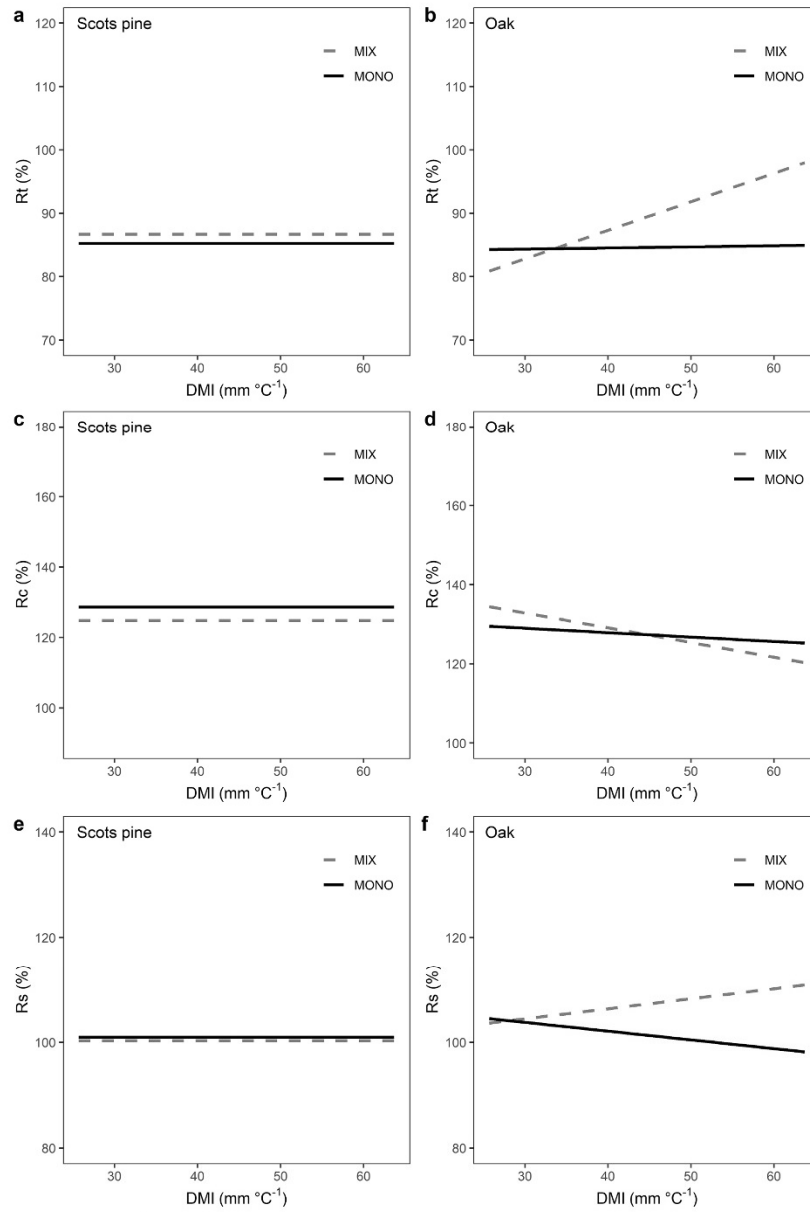 a
Scots pine
120
110
100
90
80
70
Rt (%)
MIX
MONO
30 40 50 60
DMI (mm °C⁻¹)
b
Oak
120
110
100
90
80
70
Rt (%)
MIX
MONO
30 40 50 60
DMI (mm °C⁻¹)
c
Scots pine
180
160
140
120
100
Rc (%)
MIX
MONO
30 40 50 60
DMI (mm °C⁻¹)
d
Oak
180
160
140
120
100
Rc (%)
MIX
MONO
30 40 50 60
DMI (mm °C⁻¹)
e
Scots pine
140
120
100
80
Rs (%)
MIX
MONO
30 40 50 60
DMI (mm °C⁻¹)
f
Oak
140
120
100
80
Rs (%)
MIX
MONO
30 40 50 60
DMI (mm °C⁻¹)